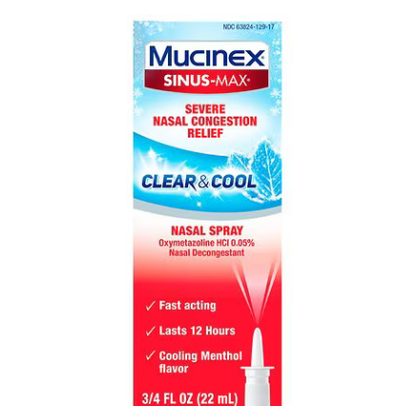 NDC 63824-129-17
Mucinex®
SINUS-MAX®
SEVERE
NASAL CONGESTION
RELIEF
CLEAR & COOL
NASAL SPRAY
Oxymetazoline HCl 0.05%
Nasal Decongestant
✓ Fast acting
✓ Lasts 12 Hours
✓ Cooling Menthol
flavor
3/4 FL OZ (22 mL)